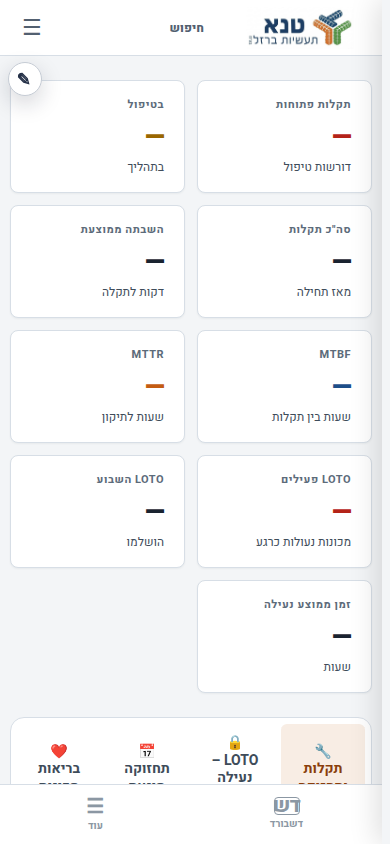 טנא
תעשיות ברזל
חיפוש
☰
✎
תקלות פתוחות
—
דורשות טיפול
בטיפול
—
בתהליך
סה"כ תקלות
—
מאז תחילה
השבתה ממוצעת
—
דקות לתקלה
MTBF
—
שעות בין תקלות
MTTR
—
שעות לתיקון
LOTO פעילים
—
מכונות נעולות כרגע
LOTO השבוע
—
הושלמו
זמן ממוצע נעילה
—
שעות
🔧
תקלות
🔒
LOTO –
נעילה
📅
תחזוקה
❤️
בריאות
דש
דשבורד
☰
עוד